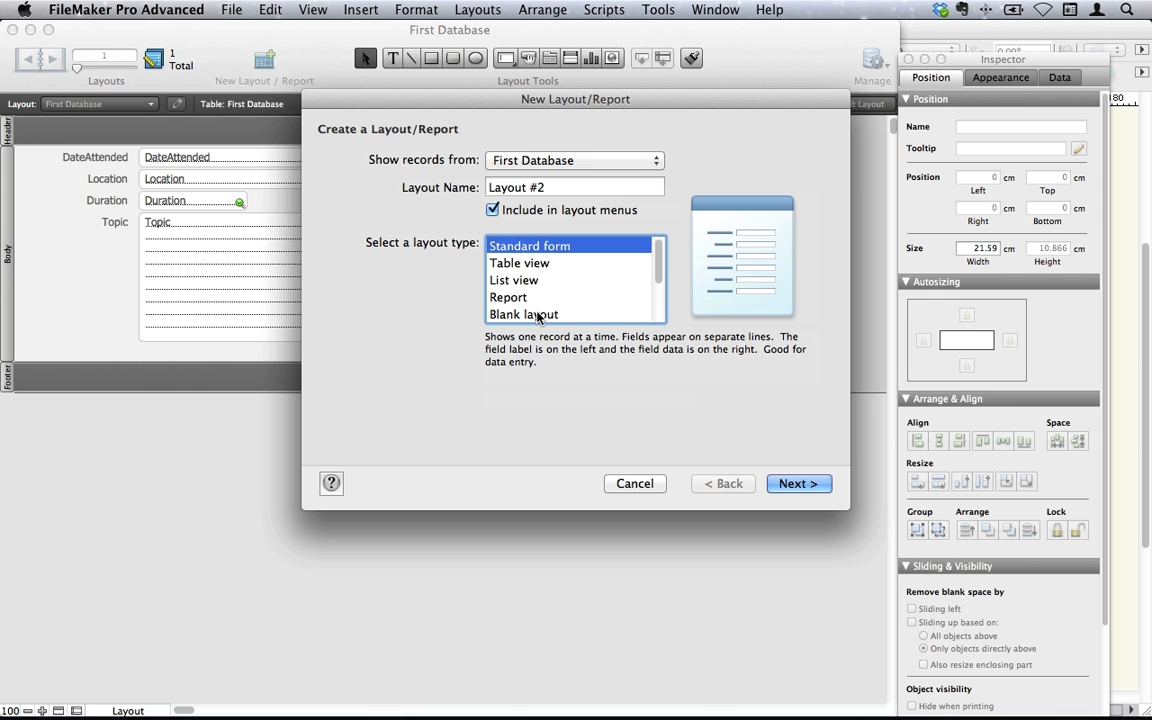 FileMaker Pro Advanced File Edit View Insert Format Layouts Arrange Scripts Tools Window Help
First Database
1
1
Total
Layouts
New Layout / Report
Layout Tools
Manage
Layout: First Database
Table: First Database
t Layout
Header
Body
Footer
DateAttended DateAttended
Location Location
Duration Duration
Topic Topic
New Layout/Report
Create a Layout/Report
Show records from: First Database
Layout Name: Layout #2
Include in layout menus
Select a layout type: Standard form
Table view
List view
Report
Blank layout
Shows one record at a time. Fields appear on separate lines. The
field label is on the left and the field data is on the right. Good for
data entry.
? Cancel < Back Next >
0.00°
Inspector
Position Appearance Data
Position
Name
Tooltip
Position 0 cm 0 cm
Left Top
0 cm 0 cm
Right Bottom
Size 21.59 cm 10.866 cm
Width Height
Autosizing
Arrange & Align
Align Space
Resize
Group Arrange Lock
Sliding & Visibility
Remove blank space by
Sliding left
Sliding up based on:
All objects above
Only objects directly above
Also resize enclosing part
Object visibility
Hide when printing
80
100 Layout